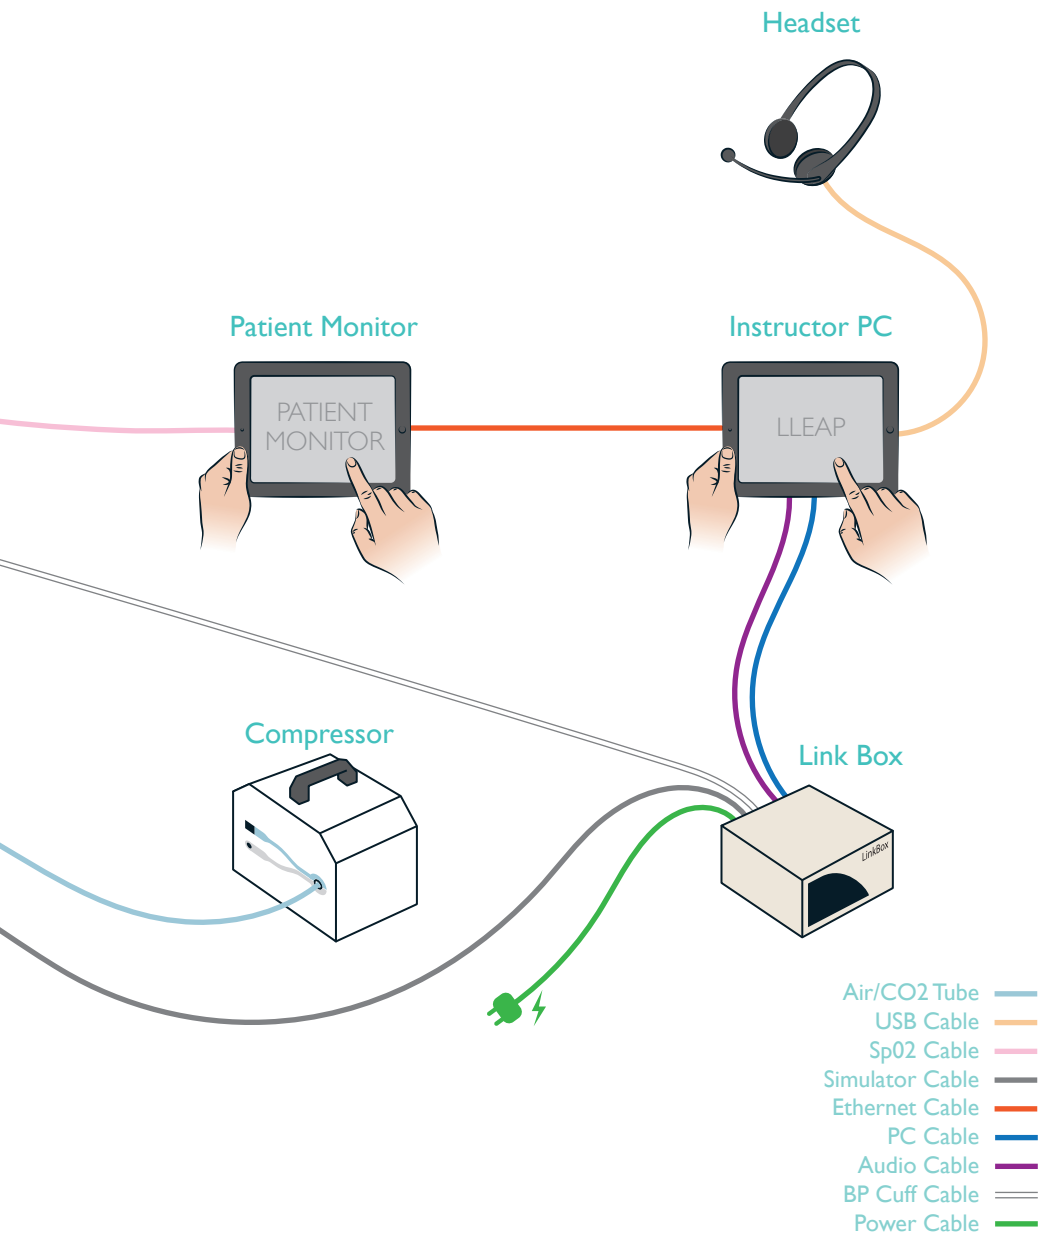 Headset
Patient Monitor
Instructor PC
PATIENT
MONITOR
LLEAP
Compressor
Link Box
LinkBox
Air/CO2 Tube
USB Cable
Sp02 Cable
Simulator Cable
Ethernet Cable
PC Cable
Audio Cable
BP Cuff Cable
Power Cable